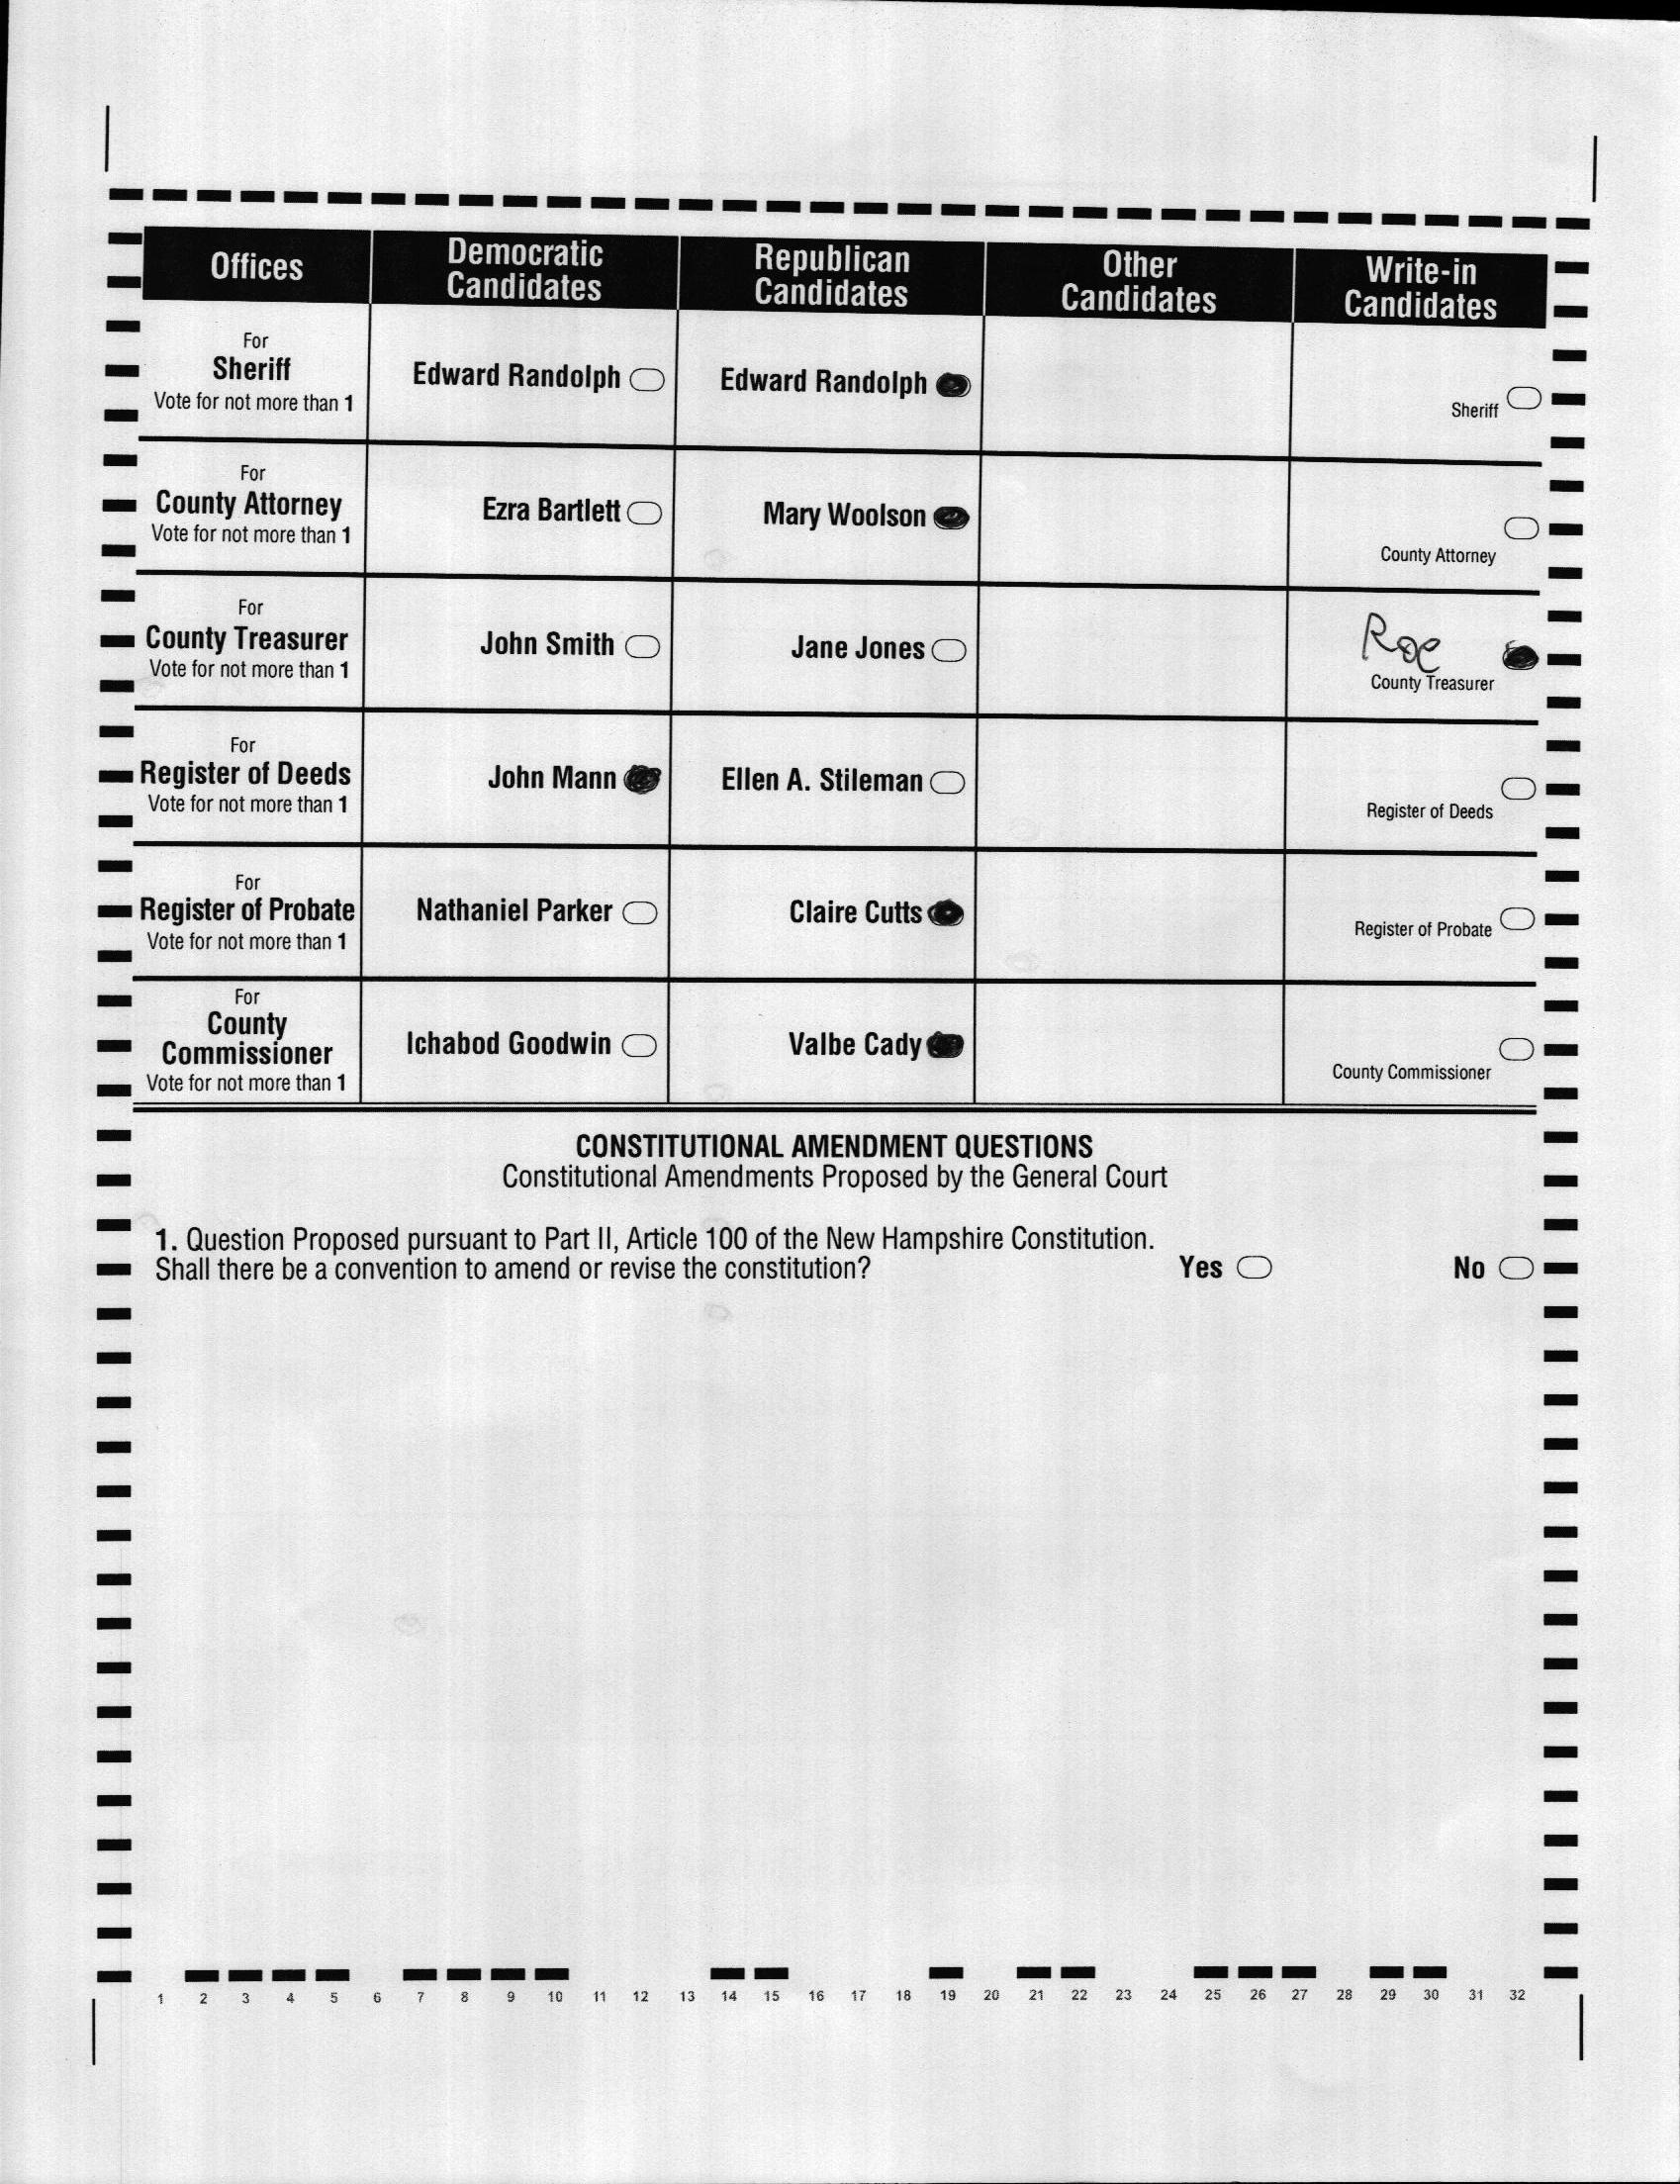 Offices
Democratic Candidates
Republican Candidates
Other Candidates
Write-in Candidates
For
Sheriff
Vote for not more than 1
Edward Randolph
Edward Randolph
Sheriff
For
County Attorney
Vote for not more than 1
Ezra Bartlett
Mary Woolson
County Attorney
For
County Treasurer
Vote for not more than 1
John Smith
Jane Jones
Roe
County Treasurer
For
Register of Deeds
Vote for not more than 1
John Mann
Ellen A. Stileman
Register of Deeds
For
Register of Probate
Vote for not more than 1
Nathaniel Parker
Claire Cutts
Register of Probate
For
County
Commissioner
Vote for not more than 1
Ichabod Goodwin
Valbe Cady
County Commissioner
CONSTITUTIONAL AMENDMENT QUESTIONS
Constitutional Amendments Proposed by the General Court
1. Question Proposed pursuant to Part II, Article 100 of the New Hampshire Constitution.
Shall there be a convention to amend or revise the constitution? Yes No
1 2 3 4 5 6 7 8 9 10 11 12 13 14 15 16 17 18 19 20 21 22 23 24 25 26 27 28 29 30 31 32